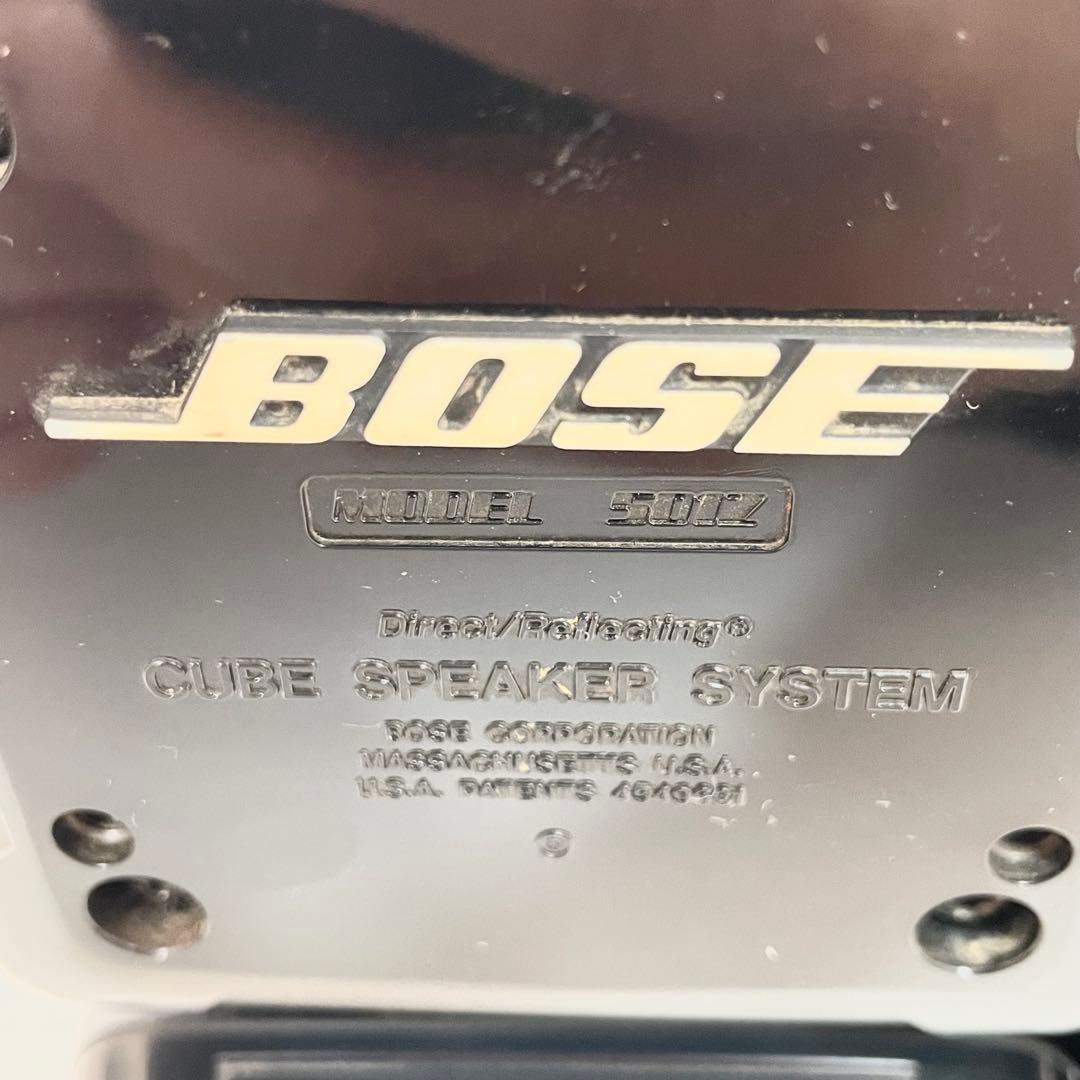 BOSE
MODEL 501Z
Direct/Reflecting®
CUBE SPEAKER SYSTEM
BOSE CORPORATION
MASSACHUSETTS U.S.A.
U.S.A. PATENTS